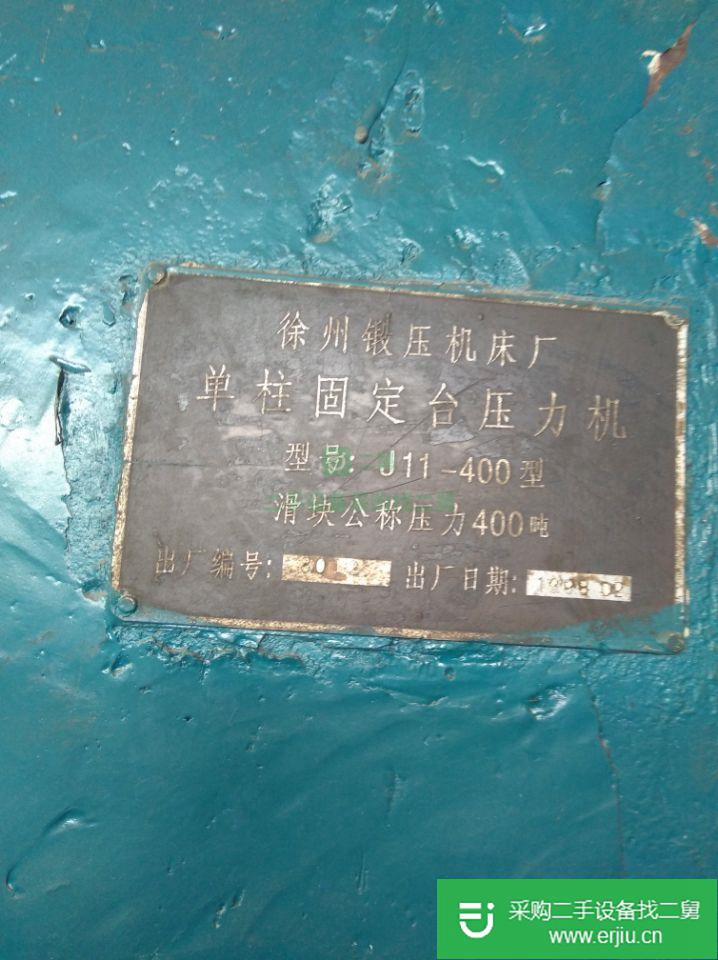 徐州锻压机床厂
单柱固定台压力机
型号: J11-400型
滑块公称压力400吨
出厂编号: 出厂日期:
采购二手设备找二舅
www.erjiu.cn